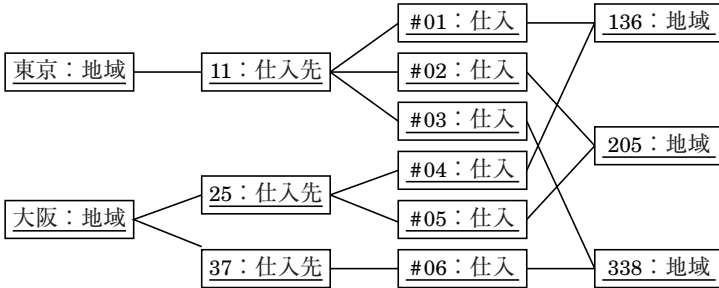 東京：地域
大阪：地域
11：仕入先
25：仕入先
37：仕入先
#01：仕入
#02：仕入
#03：仕入
#04：仕入
#05：仕入
#06：仕入
136：地域
205：地域
338：地域